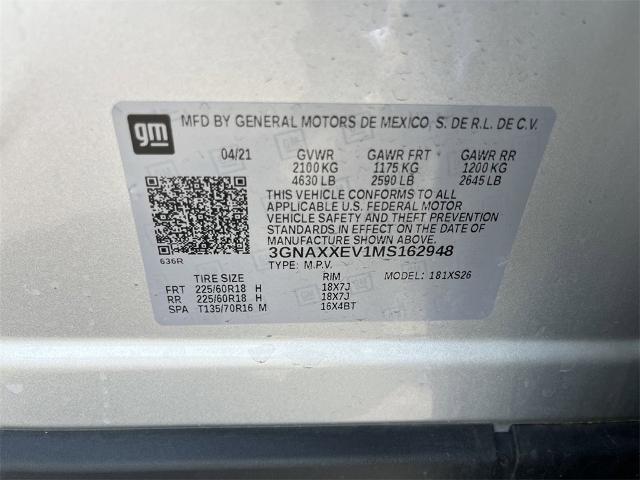 gm
MFD BY GENERAL MOTORS DE MEXICO, S. DE R.L. DE C.V.
04/21 GVWR GAWR FRT GAWR RR
2100 KG 1175 KG 1200 KG
4630 LB 2590 LB 2645 LB
THIS VEHICLE CONFORMS TO ALL
APPLICABLE U.S. FEDERAL MOTOR
VEHICLE SAFETY AND THEFT PREVENTION
STANDARDS IN EFFECT ON THE DATE OF
MANUFACTURE SHOWN ABOVE.
3GNAXXEV1MS162948
636R TYPE: M.P.V.
TIRE SIZE RIM MODEL: 181XS26
FRT 225/60R18 H 18X7J
RR 225/60R18 H 18X7J
SPA T135/70R16 M 16X4BT